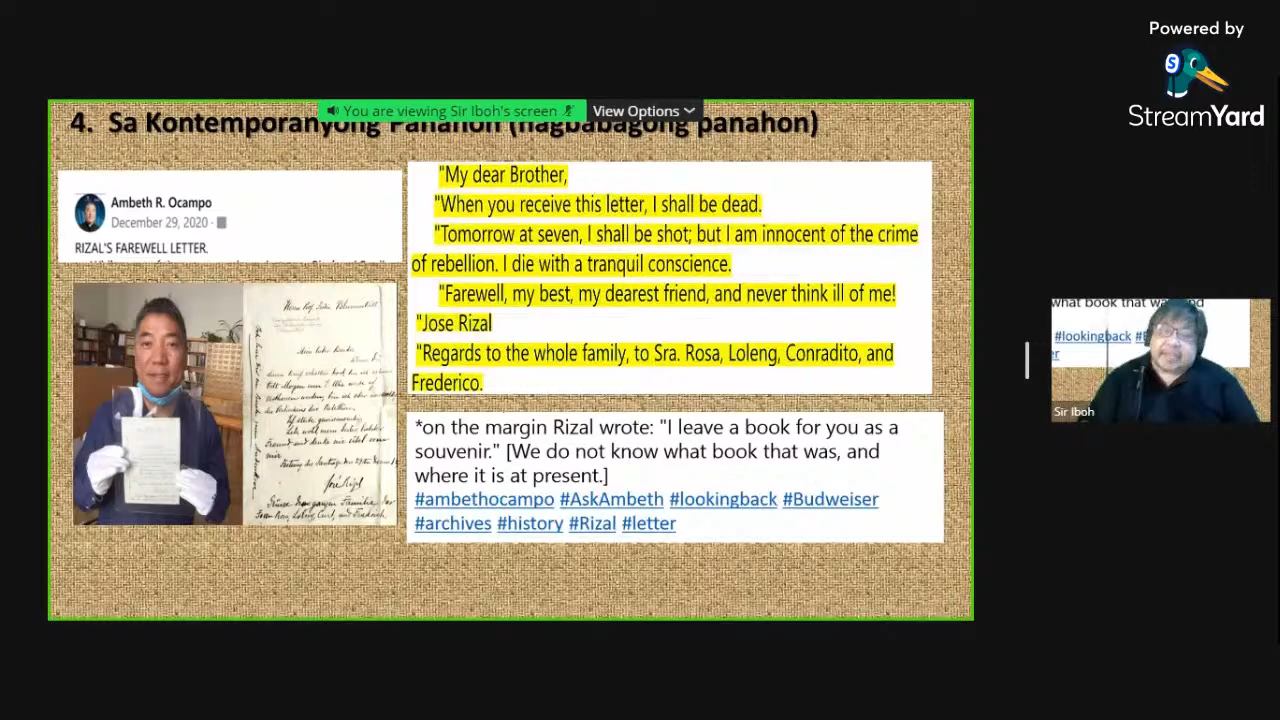 Powered by
S
StreamYard
You are viewing Sir Iboh's screen
View Options
4. Sa Kontemporanyong Panahon (nagbabagong panahon)
Ambeth R. Ocampo
December 29, 2020 ·
RIZAL'S FAREWELL LETTER.
"My dear Brother,
"When you receive this letter, I shall be dead.
"Tomorrow at seven, I shall be shot; but I am innocent of the crime
of rebellion. I die with a tranquil conscience.
"Farewell, my best, my dearest friend, and never think ill of me!
"Jose Rizal
"Regards to the whole family, to Sra. Rosa, Loleng, Conradito, and
Frederico.
*on the margin Rizal wrote: "I leave a book for you as a
souvenir." [We do not know what book that was, and
where it is at present.]
#ambethocampo #AskAmbeth #lookingback #Budweiser
#archives #history #Rizal #letter
what book that was and
#lookingback
Sir Iboh